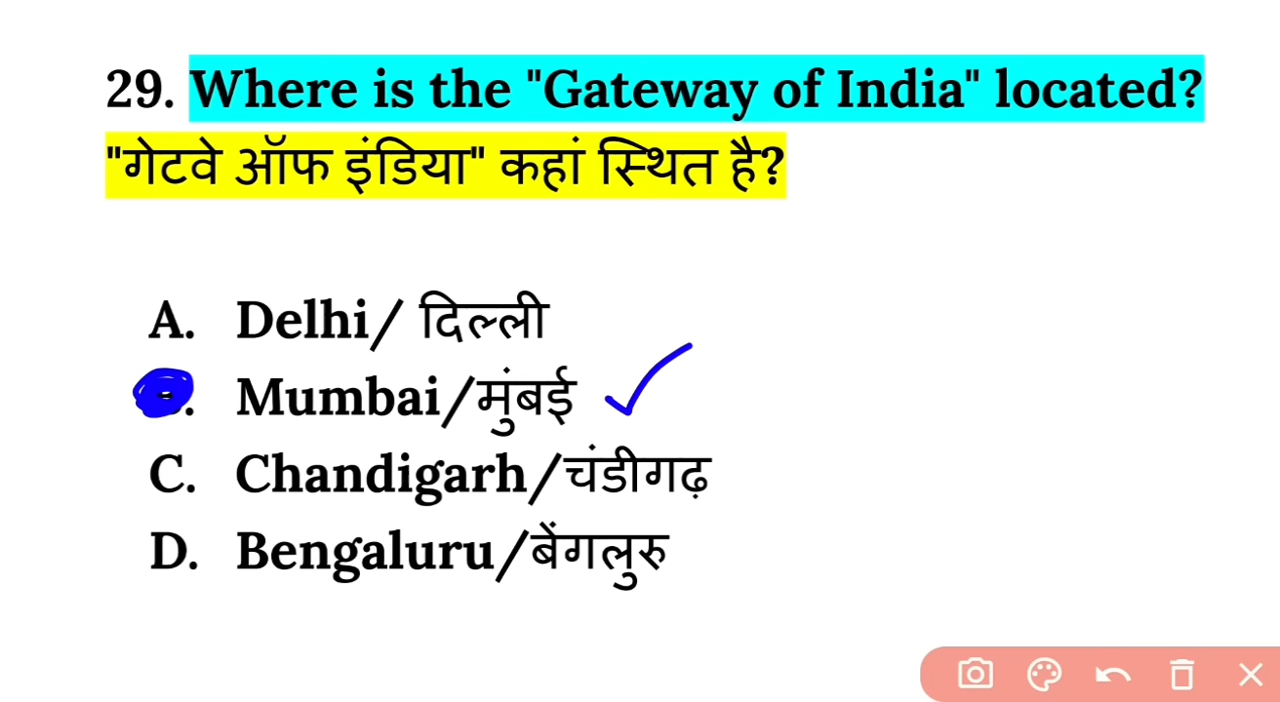 29. Where is the "Gateway of India" located?
"गेटवे ऑफ इंडिया" कहां स्थित है?
A. Delhi/ दिल्ली
. Mumbai/मुंबई
C. Chandigarh/चंडीगढ़
D. Bengaluru/बेंगलुरु